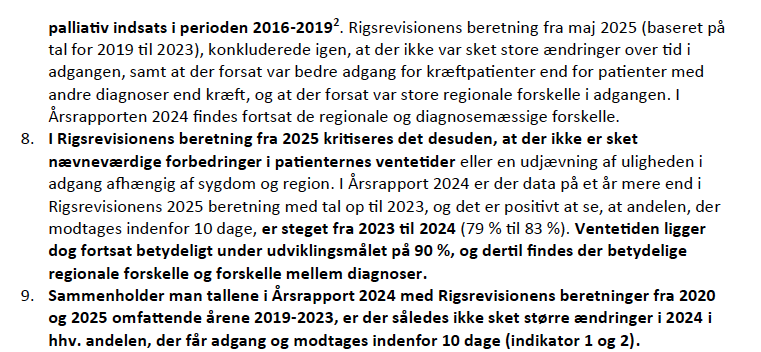 palliativ indsats i perioden 2016-2019². Rigsrevisionens beretning fra maj 2025 (baseret på
tal for 2019 til 2023), konkluderede igen, at der ikke var sket store ændringer over tid i
adgangen, samt at der forsat var bedre adgang for kræftpatienter end for patienter med
andre diagnoser end kræft, og at der forsat var store regionale forskelle i adgangen. I
Årsrapporten 2024 findes fortsat de regionale og diagnosemæssige forskelle.
8. I Rigsrevisionens beretning fra 2025 kritiseres det desuden, at der ikke er sket
nævneværdige forbedringer i patienternes ventetider eller en udjævning af uligheden i
adgang afhængig af sygdom og region. I Årsrapport 2024 er der data på et år mere end i
Rigsrevisionens 2025 beretning med tal op til 2023, og det er positivt at se, at andelen, der
modtages indenfor 10 dage, er steget fra 2023 til 2024 (79 % til 83 %). Ventetiden ligger
dog fortsat betydeligt under udviklingsmålet på 90 %, og dertil findes der betydelige
regionale forskelle og forskelle mellem diagnoser.
9. Sammenholder man tallene i Årsrapport 2024 med Rigsrevisionens beretninger fra 2020
og 2025 omfattende årene 2019-2023, er der således ikke sket større ændringer i 2024 i
hhv. andelen, der får adgang og modtages indenfor 10 dage (indikator 1 og 2).